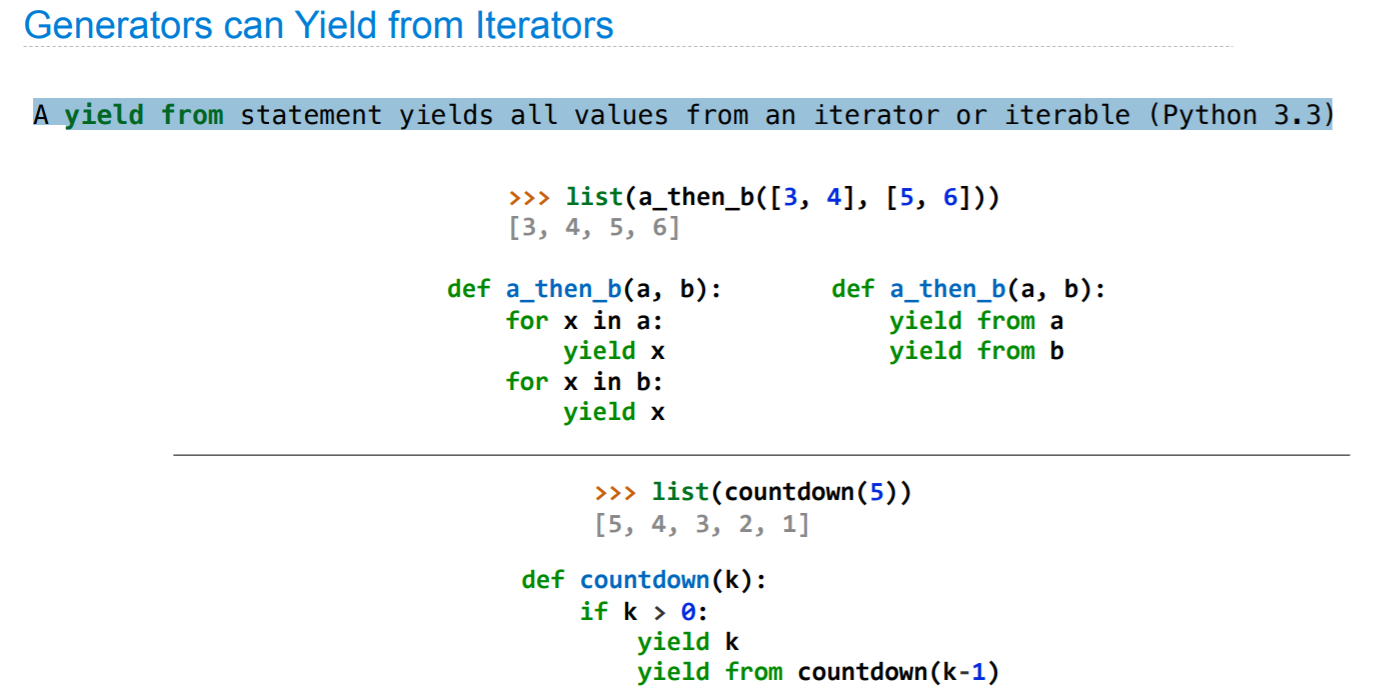 Generators can Yield from Iterators
A yield from statement yields all values from an iterator or iterable (Python 3.3)
>>> list(a_then_b([3, 4], [5, 6]))
[3, 4, 5, 6]
def a_then_b(a, b):
    for x in a:
        yield x
    for x in b:
        yield x
def a_then_b(a, b):
    yield from a
    yield from b
>>> list(countdown(5))
[5, 4, 3, 2, 1]
def countdown(k):
    if k > 0:
        yield k
        yield from countdown(k-1)